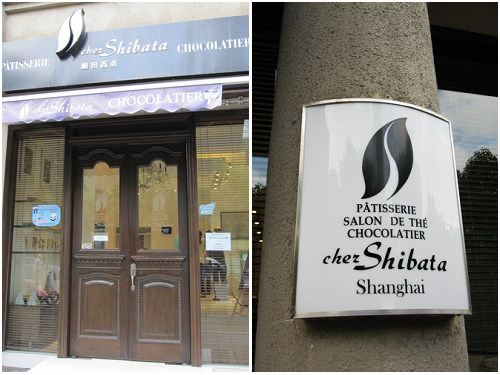 PÂTISSERIE chez Shibata CHOCOLATIER
柴田西点
chez Shibata CHOCOLATIER
PÂTISSERIE
SALON DE THÉ
CHOCOLATIER
chez Shibata
Shanghai